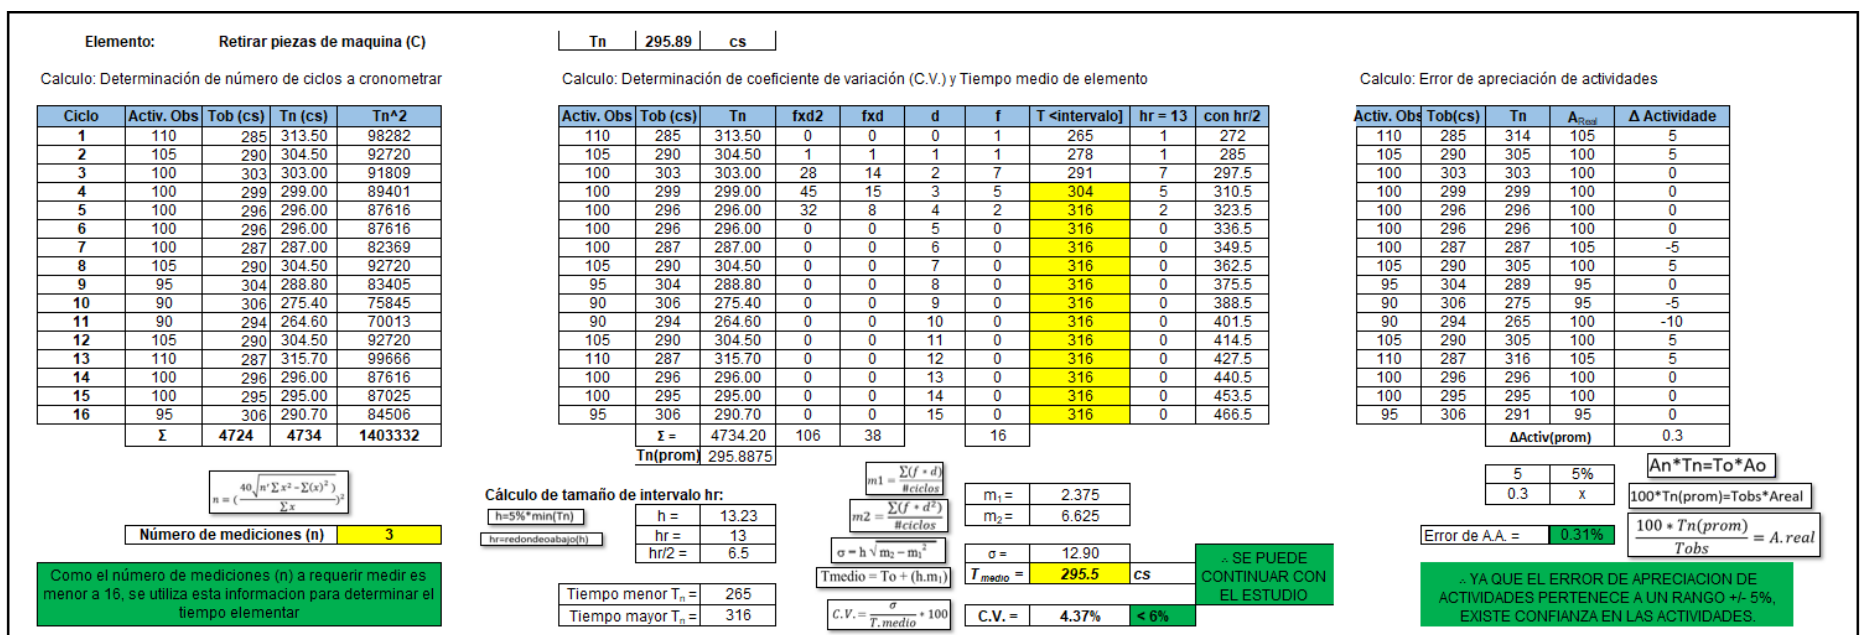 Elemento: Retirar piezas de maquina (C)
Tn 295.89 cs
Calculo: Determinación de número de ciclos a cronometrar
Ciclo Activ. Obs Tob (cs) Tn (cs) Tn^2
1 110 285 313.50 98282
2 105 290 304.50 92720
3 100 303 303.00 91809
4 100 299 299.00 89401
5 100 296 296.00 87616
6 100 296 296.00 87616
7 100 287 287.00 82369
8 105 290 304.50 92720
9 95 304 288.80 83405
10 90 306 275.40 75845
11 90 294 264.60 70013
12 105 290 304.50 92720
13 110 287 315.70 99666
14 100 296 296.00 87616
15 100 295 295.00 87025
16 95 306 290.70 84506
Σ 4724 4734 1403332
n = (40√(n'Σx² − Σ(x)²) / Σx)²
Número de mediciones (n) 3
Como el número de mediciones (n) a requerir medir es
menor a 16, se utiliza esta informacion para determinar el
tiempo elementar
Calculo: Determinación de coeficiente de variación (C.V.) y Tiempo medio de elemento
Activ. Obs Tob (cs) Tn fxd2 fxd d f T <intervalo] hr = 13 con hr/2
110 285 313.50 0 0 0 1 265 1 272
105 290 304.50 1 1 1 1 278 1 285
100 303 303.00 28 14 2 7 291 7 297.5
100 299 299.00 45 15 3 5 304 5 310.5
100 296 296.00 32 8 4 2 316 2 323.5
100 296 296.00 0 0 5 0 316 0 336.5
100 287 287.00 0 0 6 0 316 0 349.5
105 290 304.50 0 0 7 0 316 0 362.5
95 304 288.80 0 0 8 0 316 0 375.5
90 306 275.40 0 0 9 0 316 0 388.5
90 294 264.60 0 0 10 0 316 0 401.5
105 290 304.50 0 0 11 0 316 0 414.5
110 287 315.70 0 0 12 0 316 0 427.5
100 296 296.00 0 0 13 0 316 0 440.5
100 295 295.00 0 0 14 0 316 0 453.5
95 306 290.70 0 0 15 0 316 0 466.5
Σ = 4734.20 106 38 16
Tn(prom) 295.8875
Cálculo de tamaño de intervalo hr:
h=5%*min(Tn) h = 13.23
hr=redondeoabajo(h) hr = 13
hr/2 = 6.5
Tiempo menor Tn = 265
Tiempo mayor Tn = 316
m1 = Σ(f * d) / #ciclos
m2 = Σ(f * d²) / #ciclos
σ = h √(m₂ − m₁²)
Tmedio = To + (h.m₁)
C.V. = σ / T.medio * 100
m₁ = 2.375
m₂ = 6.625
σ = 12.90
Tmedio = 295.5 cs
C.V. = 4.37% < 6%
∴ SE PUEDE
CONTINUAR CON
EL ESTUDIO
Calculo: Error de apreciación de actividades
Activ. Obs Tob(cs) Tn AReal Δ Actividade
110 285 314 105 5
105 290 305 100 5
100 303 303 100 0
100 299 299 100 0
100 296 296 100 0
100 296 296 100 0
100 287 287 105 -5
105 290 305 100 5
95 304 289 95 0
90 306 275 95 -5
90 294 265 100 -10
105 290 305 100 5
110 287 316 105 5
100 296 296 100 0
100 295 295 100 0
95 306 291 95 0
ΔActiv(prom) 0.3
5 5%
0.3 x
Error de A.A. = 0.31%
An*Tn=To*Ao
100*Tn(prom)=Tobs*Areal
100 * Tn(prom) / Tobs = A.real
∴ YA QUE EL ERROR DE APRECIACION DE
ACTIVIDADES PERTENECE A UN RANGO +/- 5%,
EXISTE CONFIANZA EN LAS ACTIVIDADES.